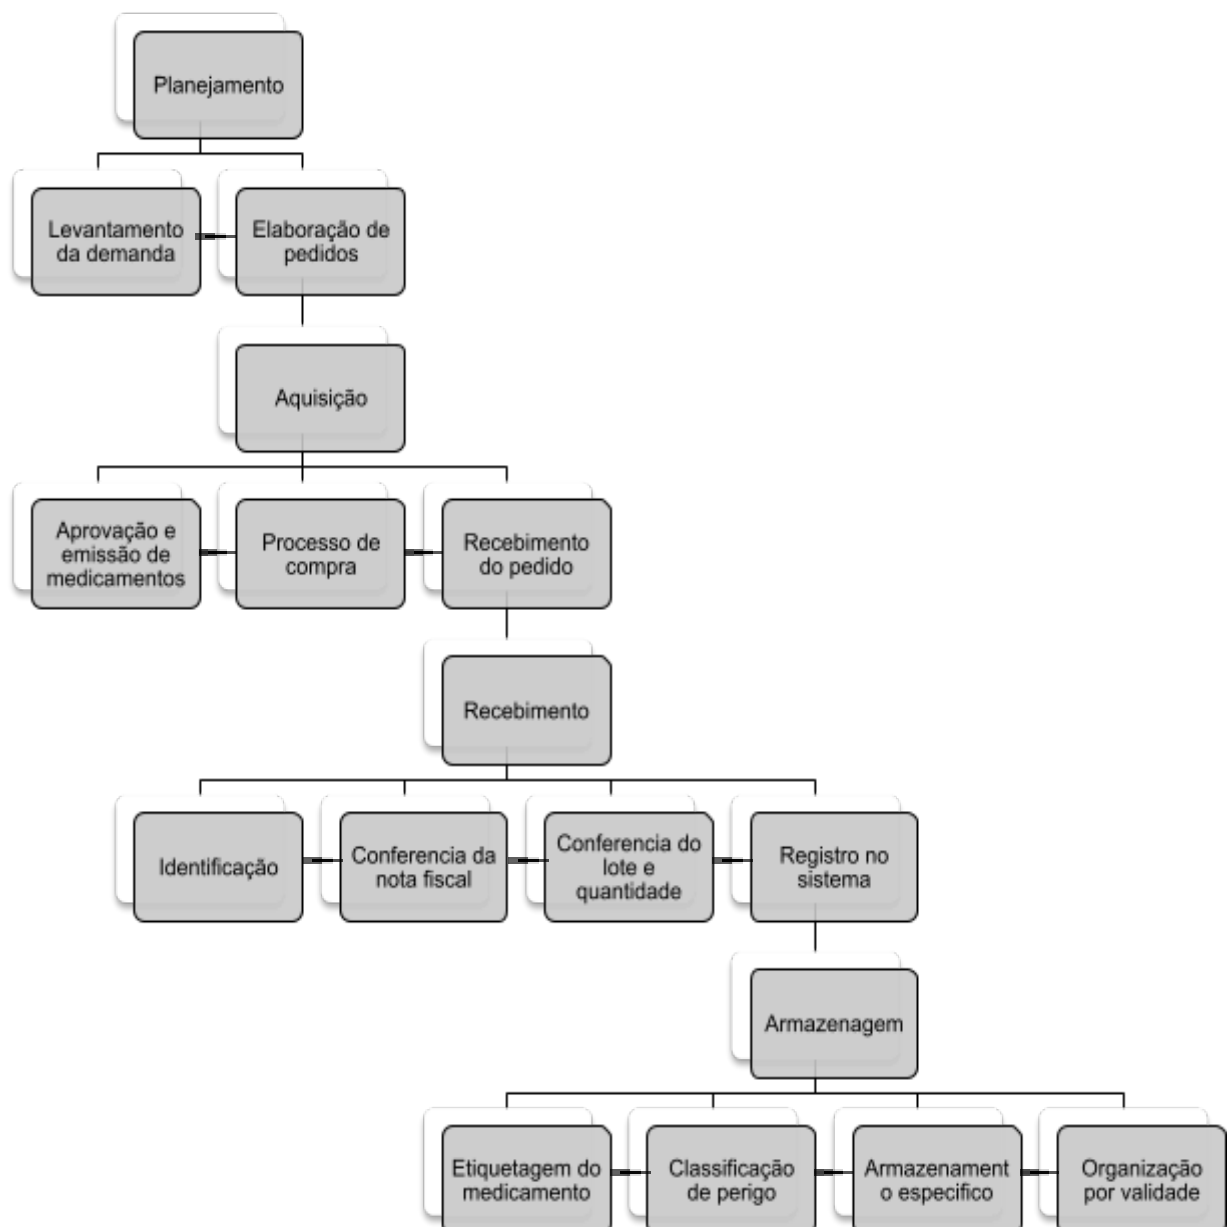 Planejamento
Levantamento
da demanda
Elaboração de
pedidos
Aquisição
Aprovação e
emissão de
medicamentos
Processo de
compra
Recebimento
do pedido
Recebimento
Identificação
Conferencia da
nota fiscal
Conferencia do
lote e
quantidade
Registro no
sistema
Armazenagem
Etiquetagem do
medicamento
Classificação
de perigo
Armazenament
o especifico
Organização
por validade